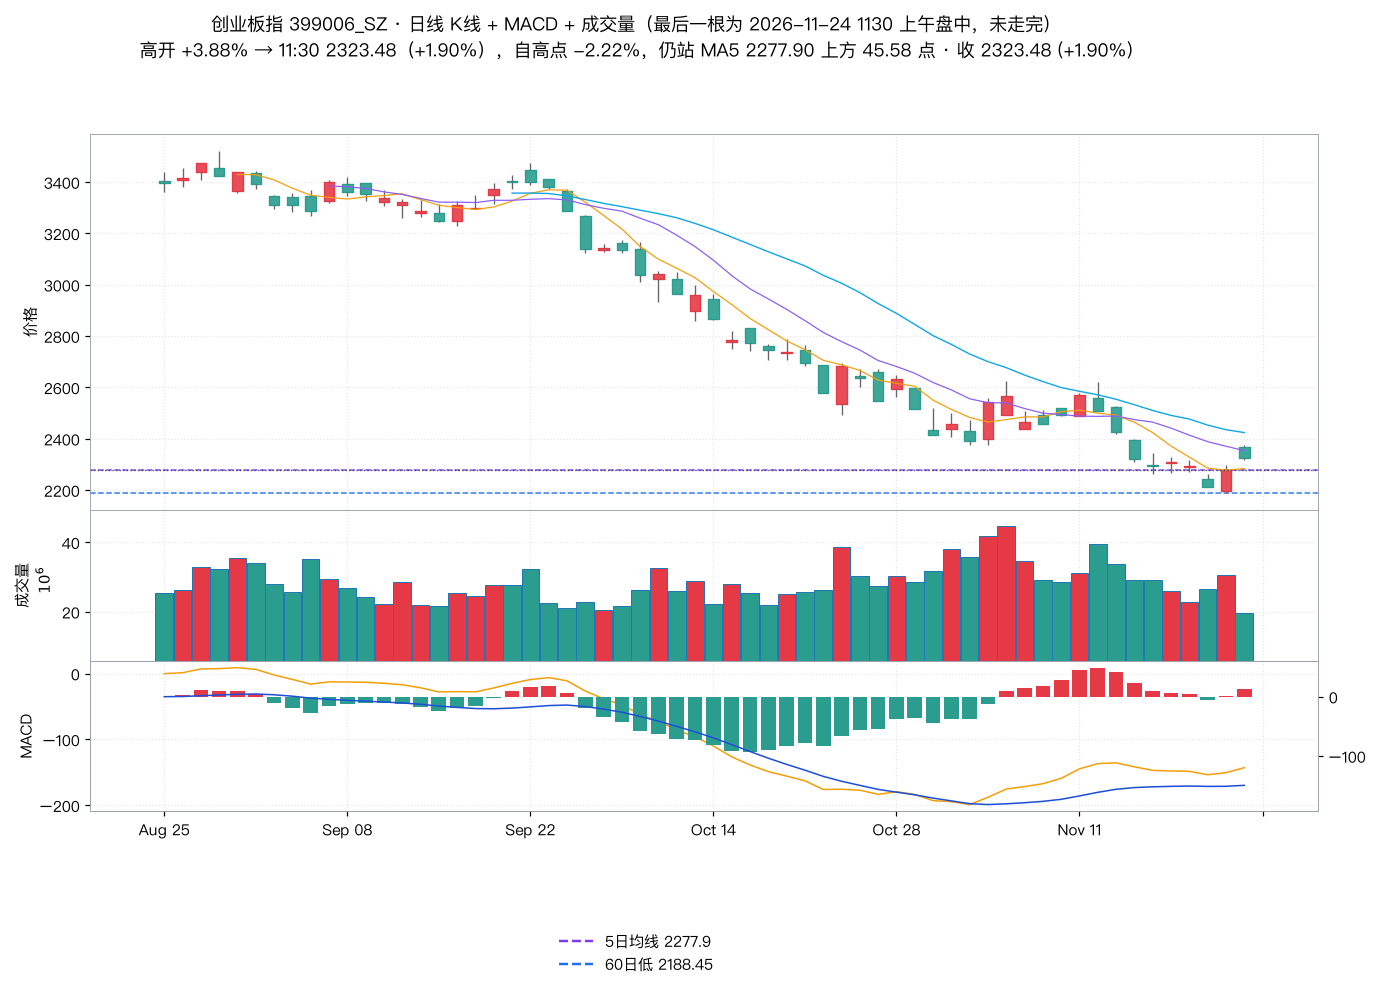 创业板指 399006_SZ · 日线 K线 + MACD + 成交量（最后一根为 2026−11−24 1130 上午盘中，未走完）
高开 +3.88% → 11:30 2323.48（+1.90%），自高点 −2.22%，仍站 MA5 2277.90 上方 45.58 点 · 收 2323.48 (+1.90%)
价格
3400
3200
3000
2800
2600
2400
2200
成交量
10⁶
40
20
MACD
0
−100
−200
0
−100
Aug 25
Sep 08
Sep 22
Oct 14
Oct 28
Nov 11
5日均线 2277.9
60日低 2188.45